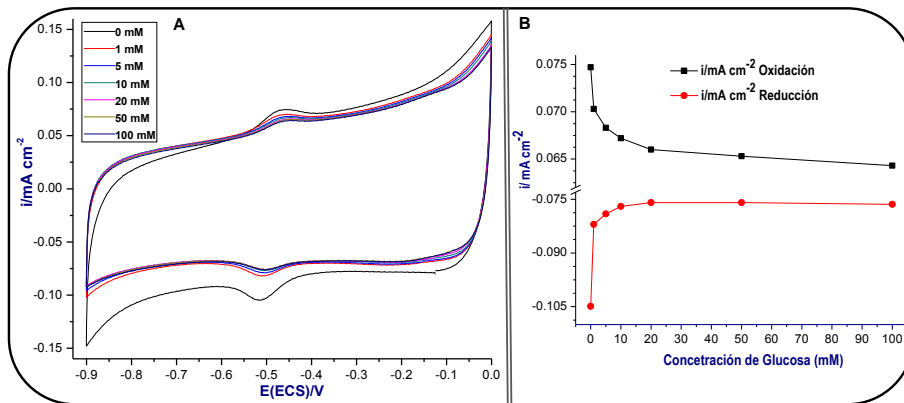 A
0 mM
1 mM
5 mM
10 mM
20 mM
50 mM
100 mM
i/mA cm-2
0.15
0.10
0.05
0.00
-0.05
-0.10
-0.15
-0.9
-0.8
-0.7
-0.6
-0.5
-0.4
-0.3
-0.2
-0.1
0.0
E(ECS)/V
B
i/mA cm-2 Oxidación
i/mA cm-2 Reducción
i/ mA cm-2
0.075
0.070
0.065
-0.075
-0.090
-0.105
0
10
20
30
40
50
60
70
80
90
100
Concetración de Glucosa (mM)